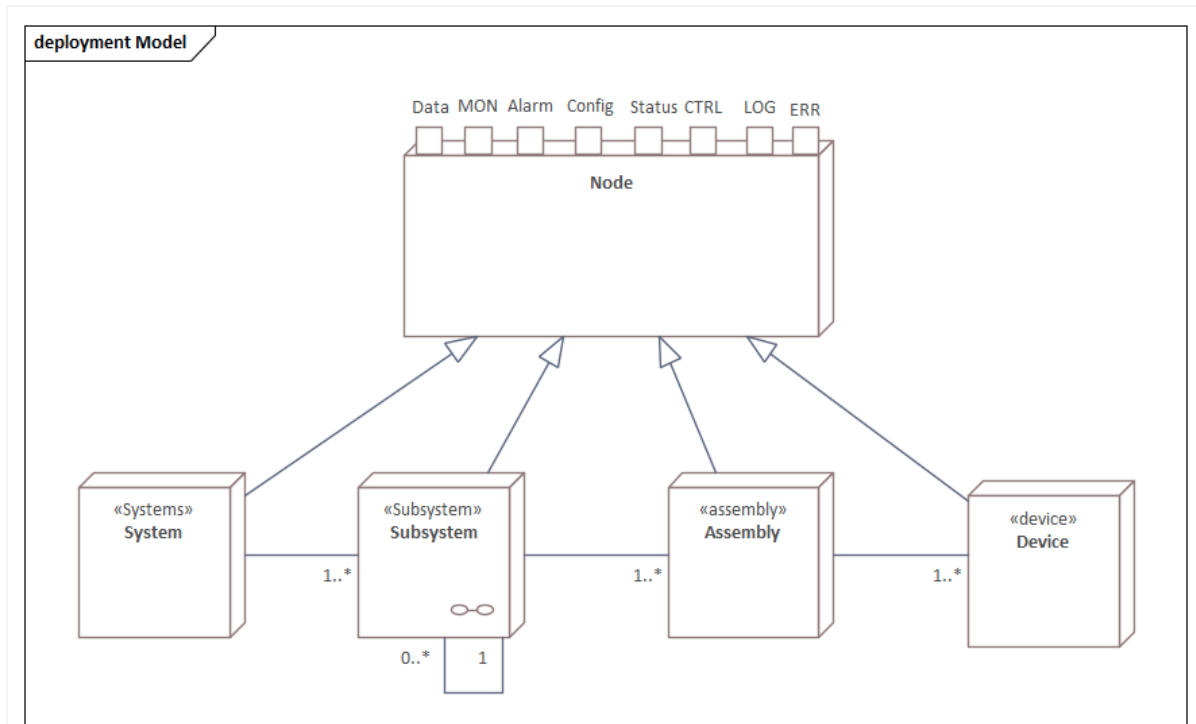 deployment Model
Data MON Alarm Config Status CTRL LOG ERR
Node
«Systems»
System
«Subsystem»
Subsystem
«assembly»
Assembly
«device»
Device
1..*
1..*
1..*
0..*
1